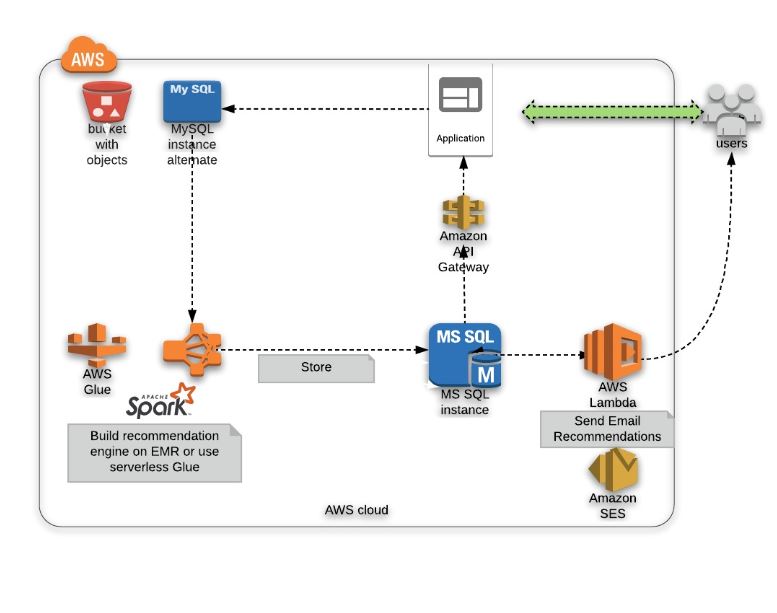 AWS
My SQL
bucket
with
objects
MySQL
instance
alternate
Application
users
Amazon
API
Gateway
MS SQL
M
MS SQL
instance
AWS
Glue
APACHE
Spark
Store
AWS
Lambda
Build recommendation
engine on EMR or use
serverless Glue
Send Email
Recommendations
Amazon
SES
AWS cloud